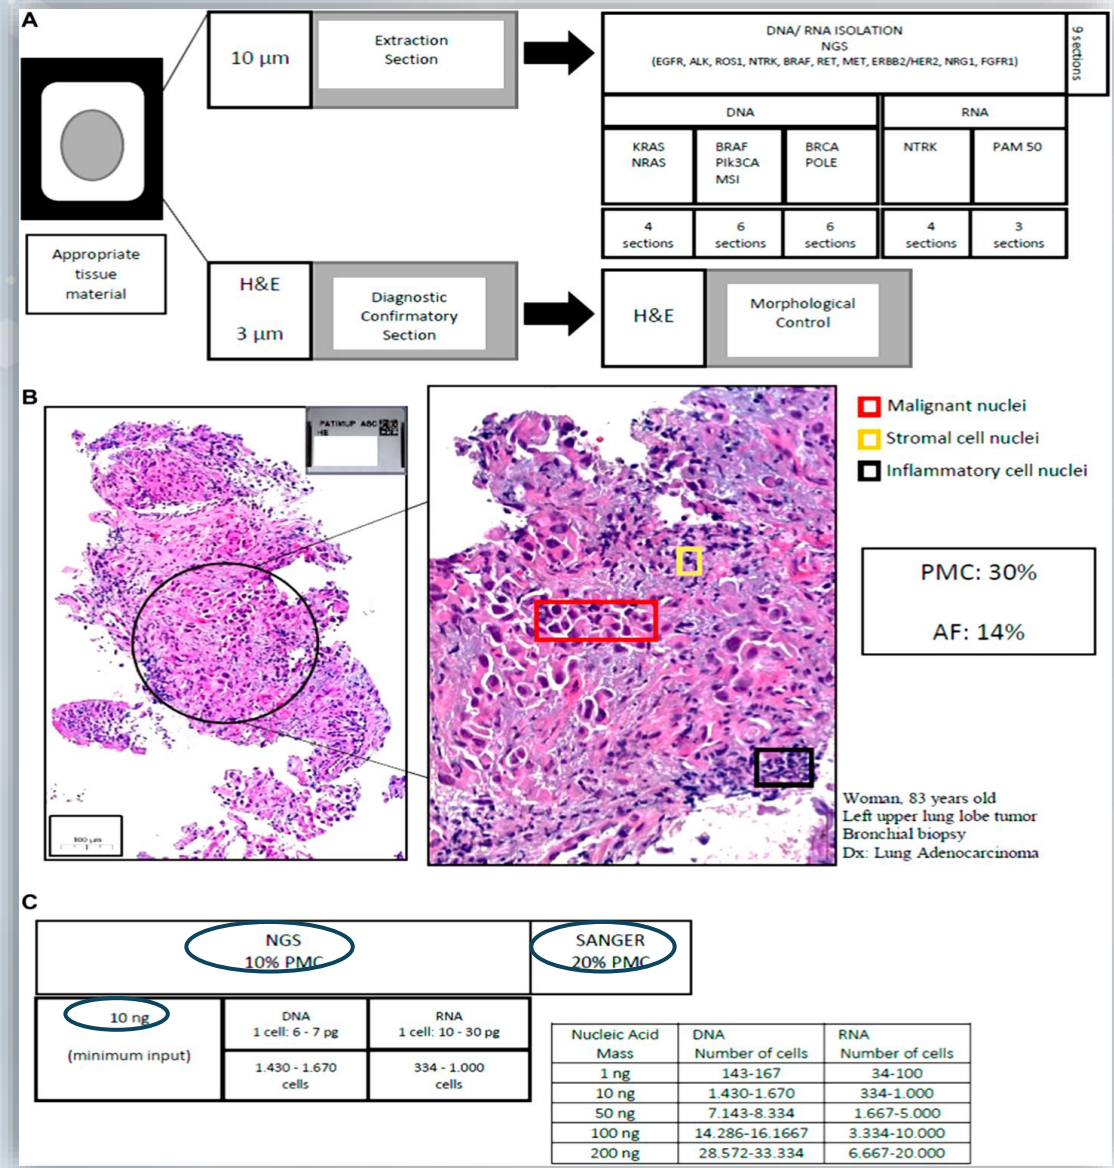 A
10 µm
Extraction
Section
DNA/ RNA ISOLATION
NGS
(EGFR, ALK, ROS1, NTRK, BRAF, RET, MET, ERBB2/HER2, NRG1, FGFR1)
9 sections
DNA
RNA
KRAS
NRAS
BRAF
PIk3CA
MSI
BRCA
POLE
NTRK
PAM 50
4
sections
6
sections
6
sections
4
sections
3
sections
Appropriate
tissue
material
H&E
3 µm
Diagnostic
Confirmatory
Section
H&E
Morphological
Control
B
PATIMUP ABC
HE
Malignant nuclei
Stromal cell nuclei
Inflammatory cell nuclei
PMC: 30%
AF: 14%
Woman, 83 years old
Left upper lung lobe tumor
Bronchial biopsy
Dx: Lung Adenocarcinoma
C
NGS
10% PMC
SANGER
20% PMC
10 ng
(minimum input)
DNA
1 cell: 6 - 7 pg
RNA
1 cell: 10 - 30 pg
1.430 - 1.670
cells
334 - 1.000
cells
Nucleic Acid Mass DNA Number of cells RNA Number of cells
1 ng 143-167 34-100
10 ng 1.430-1.670 334-1.000
50 ng 7.143-8.334 1.667-5.000
100 ng 14.286-16.1667 3.334-10.000
200 ng 28.572-33.334 6.667-20.000